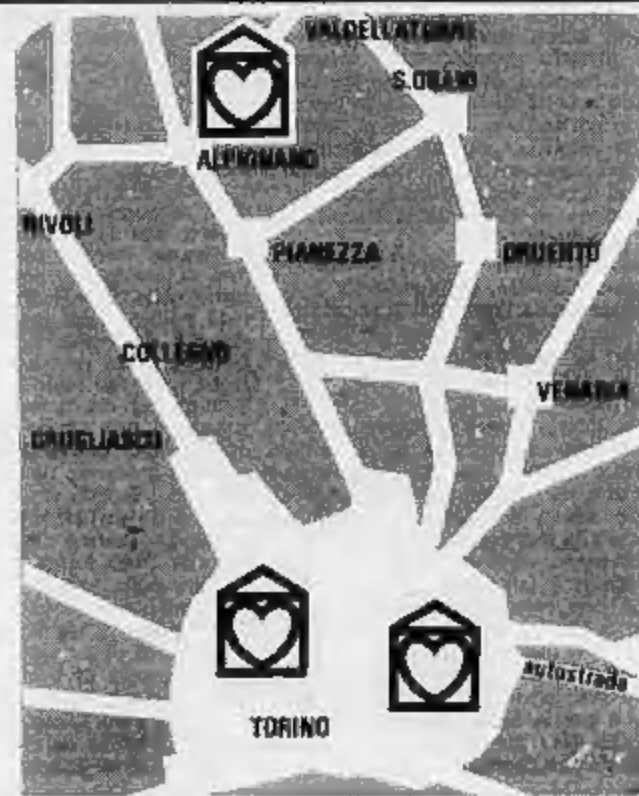 VALDELLATORRE
S.GILLIO
ALPIGNANO
RIVOLI
PIANEZZA
DRUENTO
COLLEGNO
VENARIA
GRUGLIASCO
autostrada
TORINO